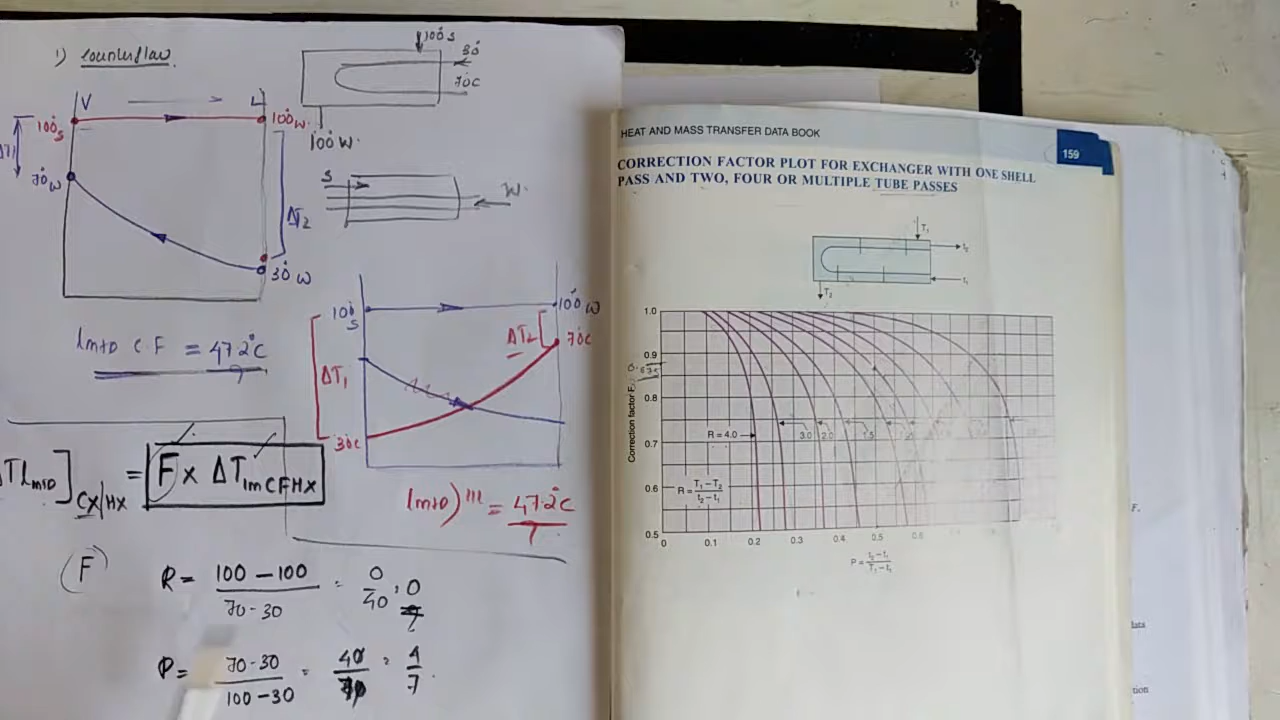 1) counterflow
100°s
30°
70°c
100°w
V
L
100°s
100°w.
ΔT1
70°w
ΔT2
30°w
S
W
lmtD C.F = 47.2°C
100°s
100°w
ΔT2
70°c
ΔT1
30°c
lmtD)''' = 47.2°C
ΔTlmTD]CX|HX = F x ΔTlmCFHX
(F)
R = 100-100 / 70-30 = 0/40 = 0
P = 70-30 / 100-30 = 40/70 = 4/7
HEAT AND MASS TRANSFER DATA BOOK
159
CORRECTION FACTOR PLOT FOR EXCHANGER WITH ONE SHELL
PASS AND TWO, FOUR OR MULTIPLE TUBE PASSES
T1
t2
t1
T2
1.0
0.9
0.8
0.7
0.6
0.5
Correction factor F
R = 4.0
3.0
2.0
1.5
R = T1 – T2 / t2 – t1
0 0.1 0.2 0.3 0.4 0.5 0.6
P = t2 – t1 / T1 – t1
F.
data
tion